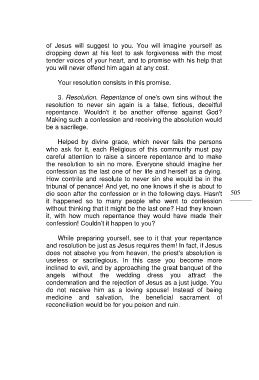 of Jesus will suggest to you. You will imagine yourself as
dropping down at his feet to ask forgiveness with the most
tender voices of your heart, and to promise with his help that
you will never offend him again at any cost.
Your resolution consists in this promise.
3. Resolution. Repentance of one's own sins without the
resolution to never sin again is a false, fictious, deceitful
repentance. Wouldn't it be another offense against God?
Making such a confession and receiving the absolution would
be a sacrilege.
Helped by divine grace, which never fails the persons
who ask for it, each Religious of this community must pay
careful attention to raise a sincere repentance and to make
the resolution to sin no more. Everyone should imagine her
confession as the last one of her life and herself as a dying.
How contrite and resolute to never sin she would be in the
tribunal of penance! And yet, no one knows if she is about to
die soon after the confession or in the following days. Hasn't
it happened so to many people who went to confession
without thinking that it might be the last one? Had they known
it, with how much repentance they would have made their
confession! Couldn't it happen to you?
505
While preparing yourself, see to it that your repentance
and resolution be just as Jesus requires them! In fact, if Jesus
does not absolve you from heaven, the priest's absolution is
useless or sacrilegious. In this case you become more
inclined to evil, and by approaching the great banquet of the
angels without the wedding dress you attract the
condemnation and the rejection of Jesus as a just judge. You
do not receive him as a loving spouse! Instead of being
medicine and salvation, the beneficial sacrament of
reconciliation would be for you poison and ruin.